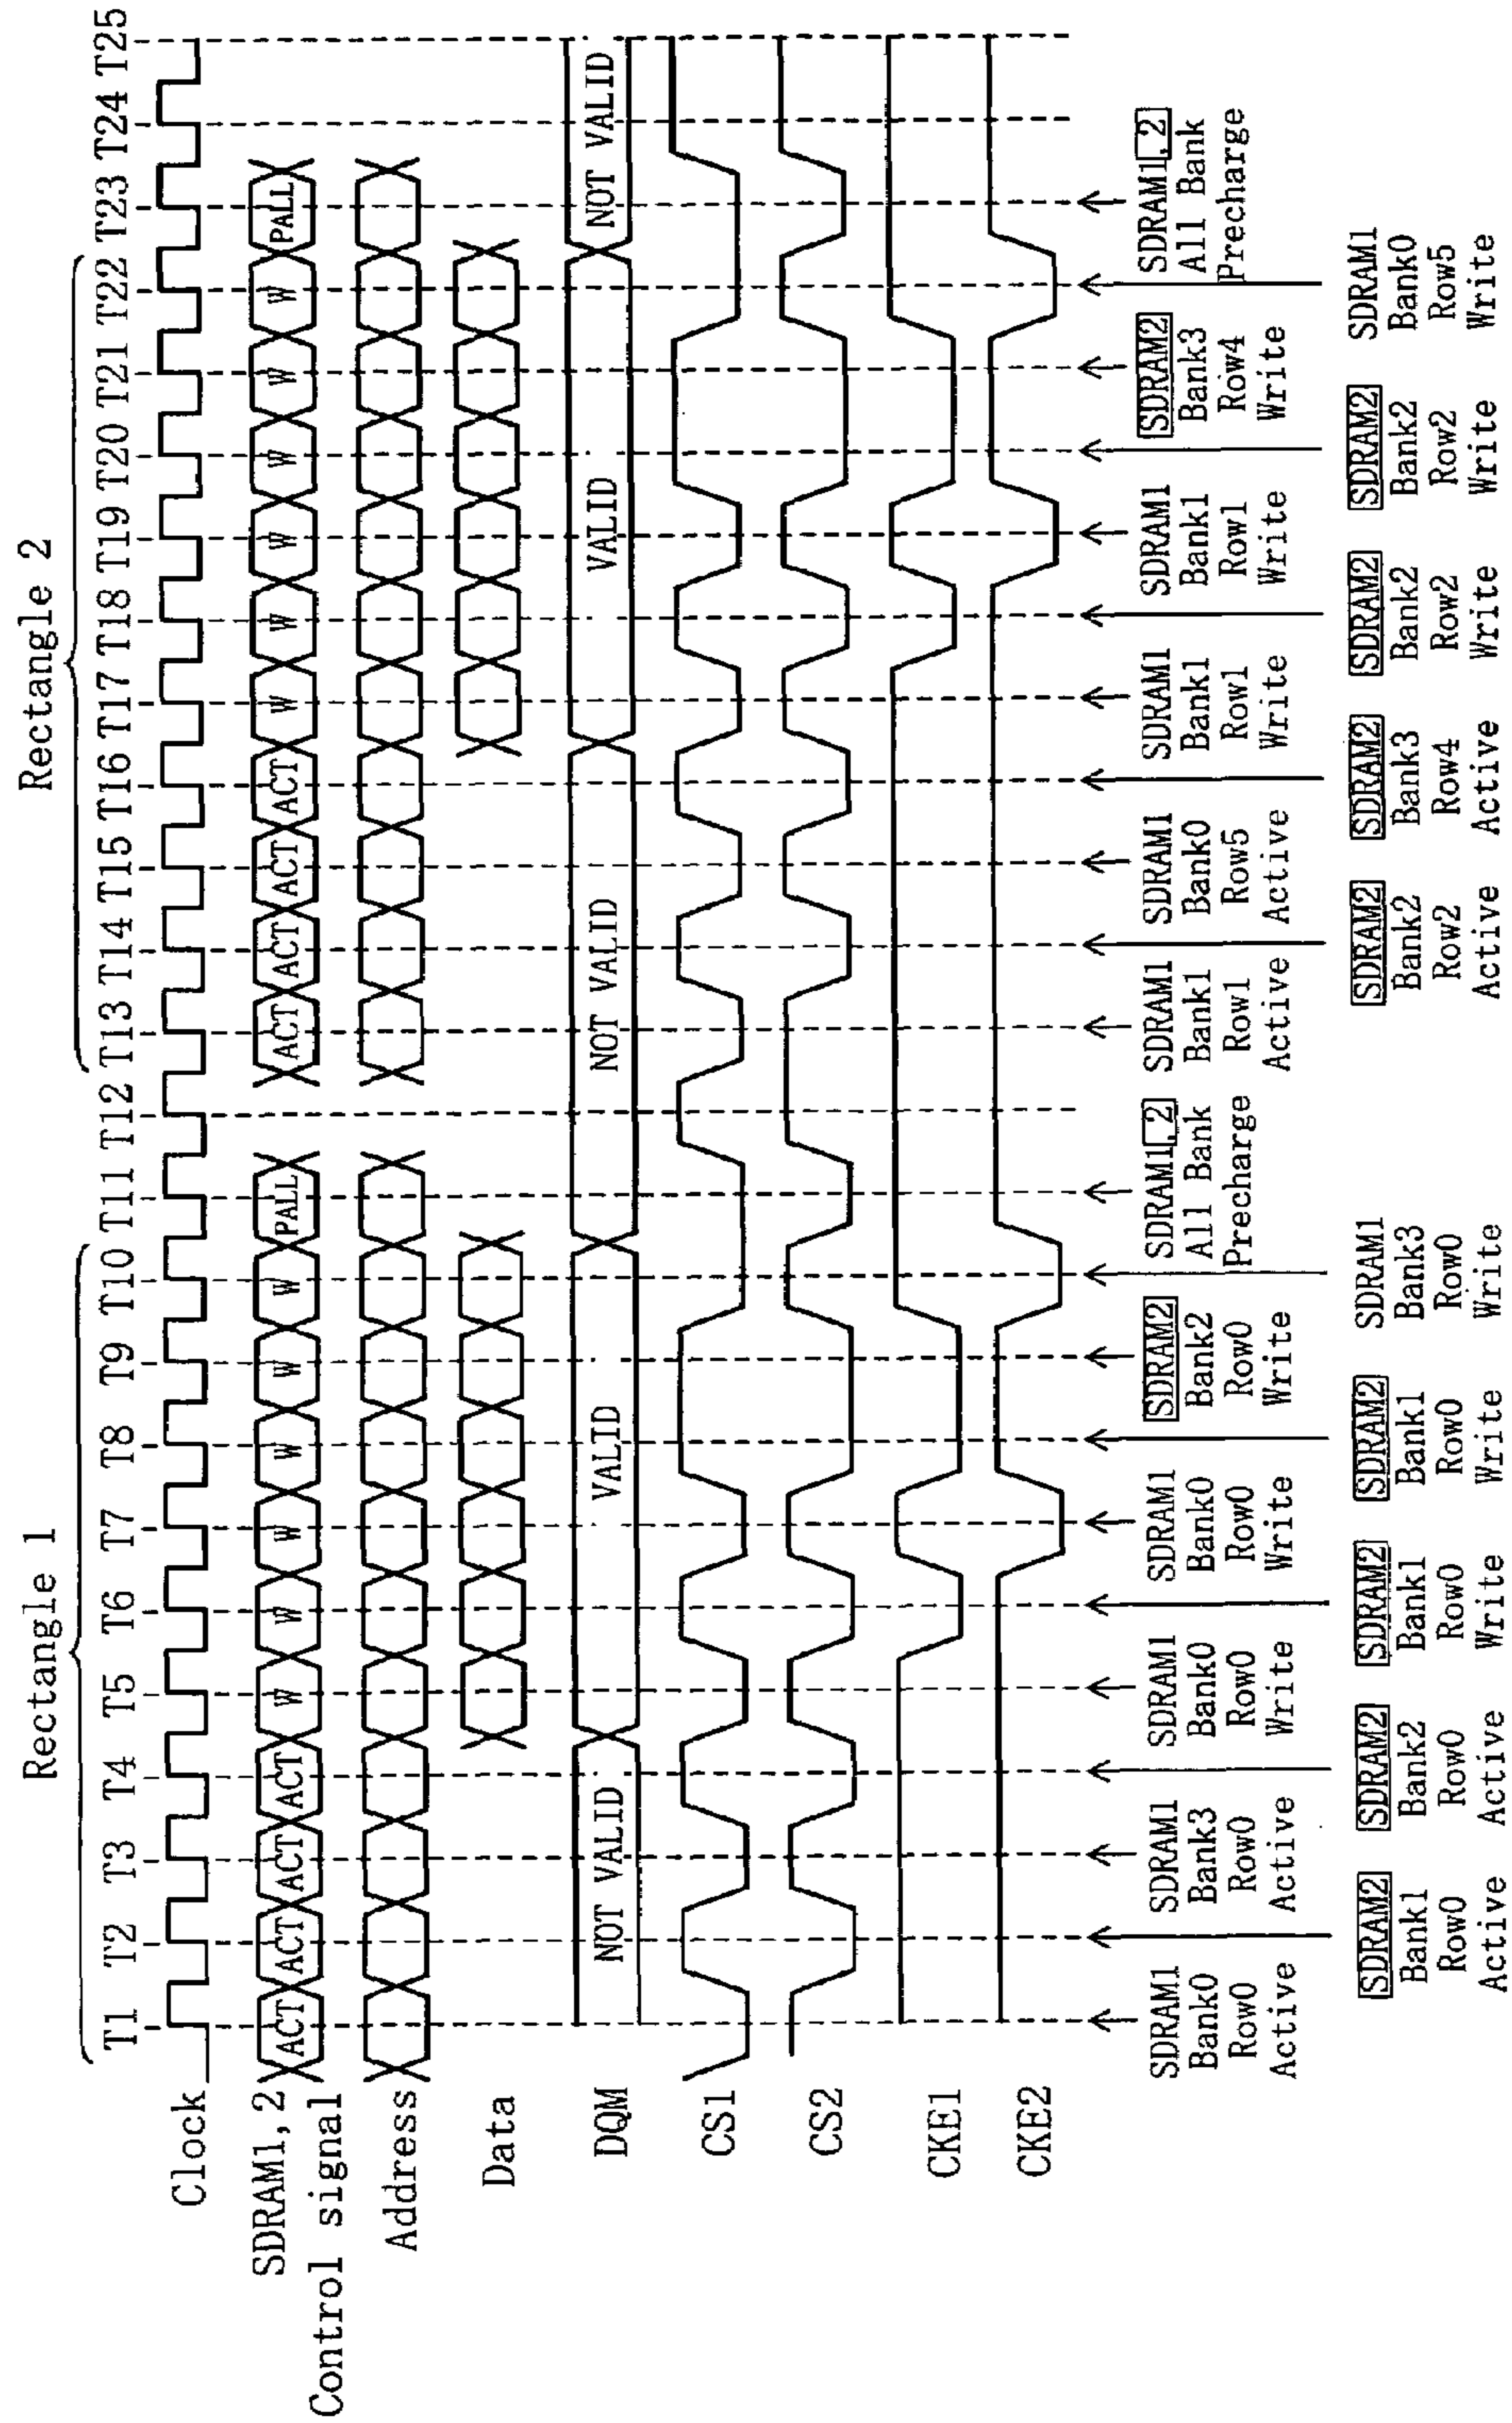 Rectangle 1
Rectangle 2
T1 T2 T3 T4 T5 T6 T7 T8 T9 T10 T11 T12 T13 T14 T15 T16 T17 T18 T19 T20 T21 T22 T23 T24 T25
Clock
SDRAM1, 2
Control signal
ACT ACT ACT ACT W W W W W W PALL ACT ACT ACT ACT W W W W W W PALL
Address
Data
DQM
NOT VALID VALID NOT VALID NOT VALID VALID NOT VALID
CS1
CS2
CKE1
CKE2
SDRAM1
Bank0
Row0
Active
SDRAM1
Bank3
Row0
Active
SDRAM1
Bank0
Row0
Write
SDRAM1
Bank0
Row0
Write
SDRAM2
Bank2
Row0
Write
SDRAM1,2
All Bank
Precharge
SDRAM1
Bank1
Row1
Active
SDRAM1
Bank0
Row5
Active
SDRAM1
Bank1
Row1
Write
SDRAM1
Bank1
Row1
Write
SDRAM2
Bank3
Row4
Write
SDRAM1,2
All Bank
Precharge
SDRAM2
Bank1
Row0
Active
SDRAM2
Bank2
Row0
Active
SDRAM2
Bank1
Row0
Write
SDRAM2
Bank1
Row0
Write
SDRAM1
Bank3
Row0
Write
SDRAM2
Bank2
Row2
Active
SDRAM2
Bank3
Row4
Active
SDRAM2
Bank2
Row2
Write
SDRAM2
Bank2
Row2
Write
SDRAM1
Bank0
Row5
Write